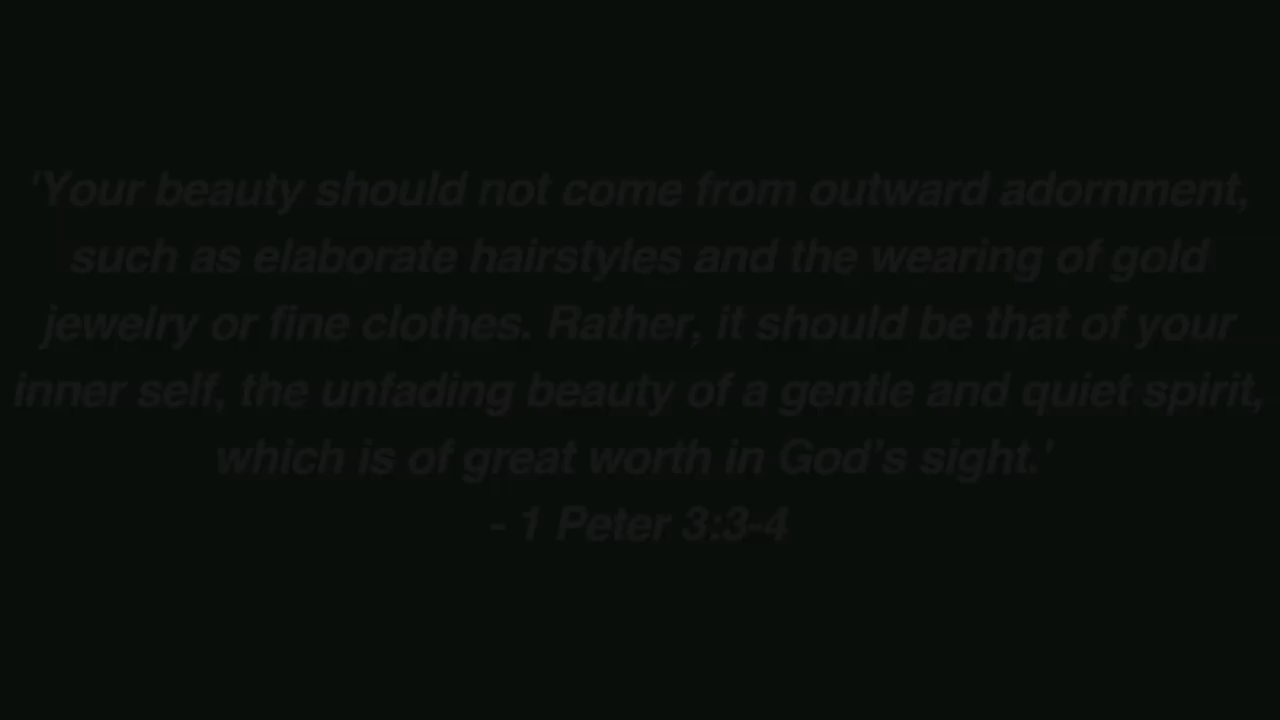 'Your beauty should not come from outward adornment,
such as elaborate hairstyles and the wearing of gold
jewelry or fine clothes. Rather, it should be that of your
inner self, the unfading beauty of a gentle and quiet spirit,
which is of great worth in God’s sight.'
- 1 Peter 3:3-4